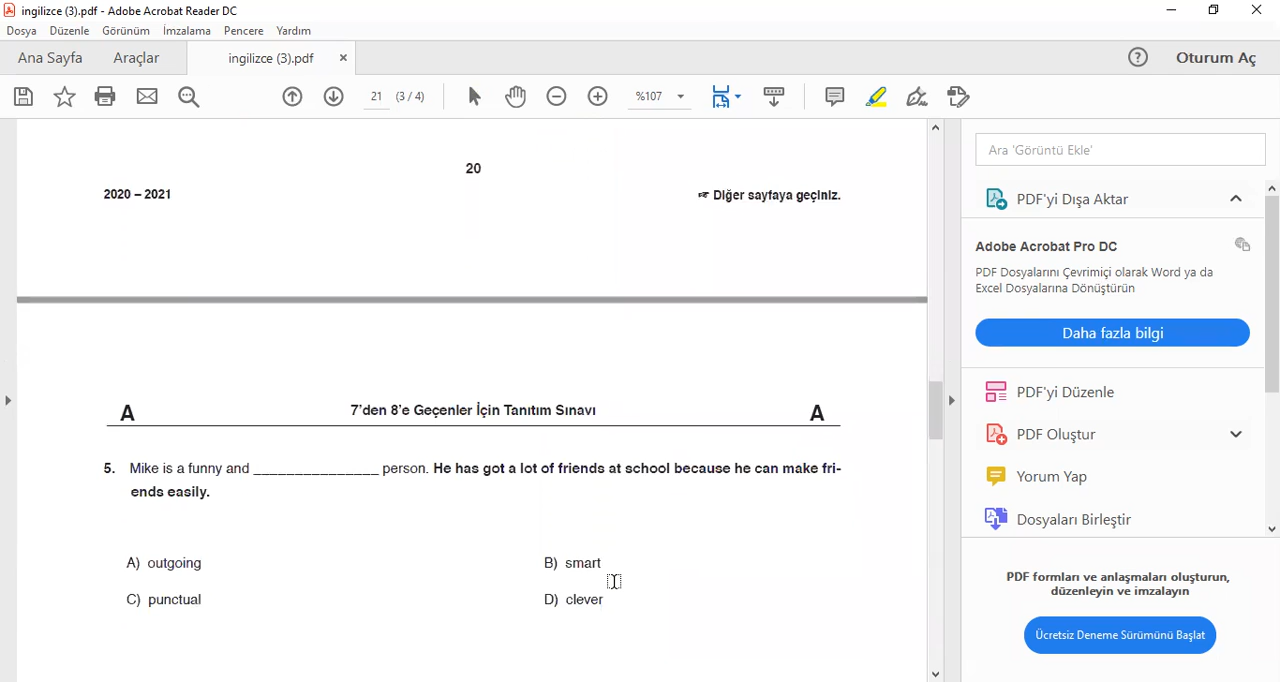 ingilizce (3).pdf - Adobe Acrobat Reader DC
Dosya Düzenle Görünüm İmzalama Pencere Yardım
Ana Sayfa Araçlar ingilizce (3).pdf × ? Oturum Aç
21 (3 / 4) %107
20
2020 – 2021 ☞ Diğer sayfaya geçiniz.
A 7’den 8’e Geçenler İçin Tanıtım Sınavı A
5. Mike is a funny and ________________ person. He has got a lot of friends at school because he can make fri-
ends easily.
A) outgoing B) smart
C) punctual D) clever
Ara 'Görüntü Ekle'
PDF'yi Dışa Aktar
Adobe Acrobat Pro DC
PDF Dosyalarını Çevrimiçi olarak Word ya da
Excel Dosyalarına Dönüştürün
Daha fazla bilgi
PDF'yi Düzenle
PDF Oluştur
Yorum Yap
Dosyaları Birleştir
PDF formları ve anlaşmaları oluşturun,
düzenleyin ve imzalayın
Ücretsiz Deneme Sürümünü Başlat